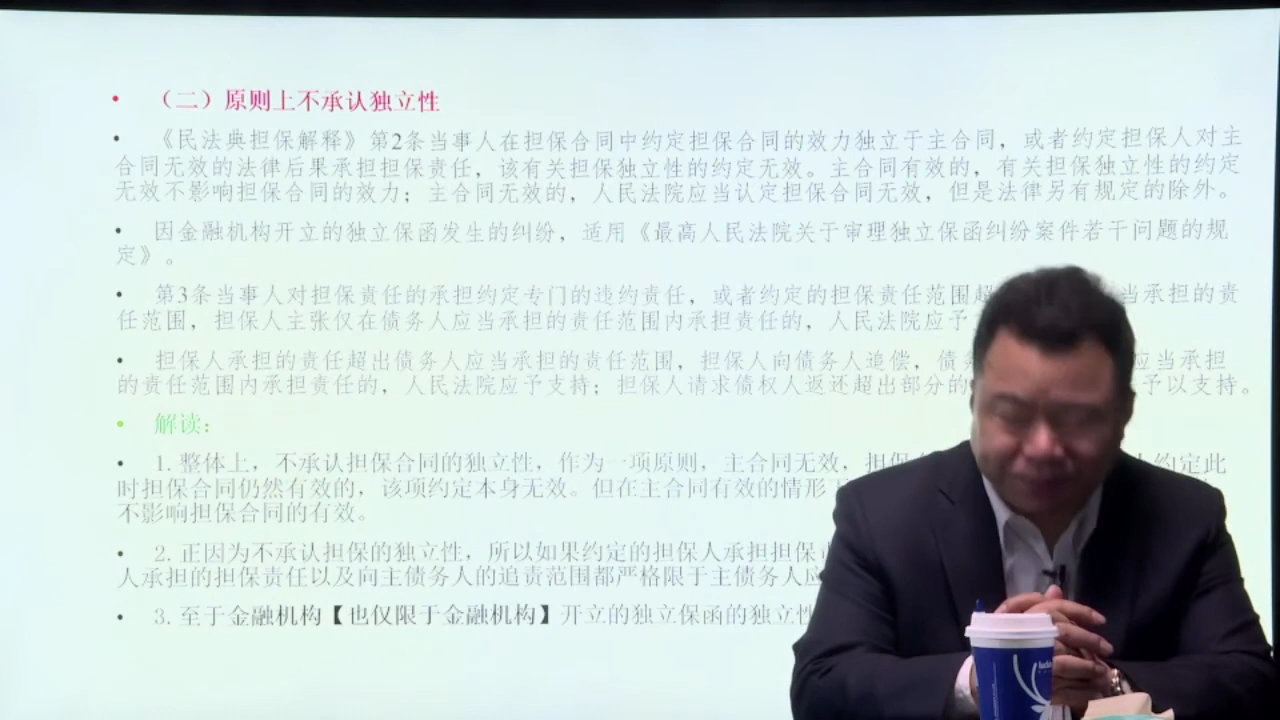 • （二）原则上不承认独立性
• 《民法典担保解释》第2条当事人在担保合同中约定担保合同的效力独立于主合同，或者约定担保人对主
合同无效的法律后果承担担保责任，该有关担保独立性的约定无效。主合同有效的，有关担保独立性的约定
无效不影响担保合同的效力；主合同无效的，人民法院应当认定担保合同无效，但是法律另有规定的除外。
• 因金融机构开立的独立保函发生的纠纷，适用《最高人民法院关于审理独立保函纠纷案件若干问题的规
定》。
• 第3条当事人对担保责任的承担约定专门的违约责任，或者约定的担保责任范围超 当承担的责
任范围，担保人主张仅在债务人应当承担的责任范围内承担责任的，人民法院应予
• 担保人承担的责任超出债务人应当承担的责任范围，担保人向债务人追偿，债务 应当承担
的责任范围内承担责任的，人民法院应予支持；担保人请求债权人返还超出部分的 予以支持。
• 解读：
• 1. 整体上，不承认担保合同的独立性，作为一项原则，主合同无效，担保 约定此
时担保合同仍然有效的，该项约定本身无效。但在主合同有效的情形下
不影响担保合同的有效。
• 2. 正因为不承认担保的独立性，所以如果约定的担保人承担担保
人承担的担保责任以及向主债务人的追责范围都严格限于主债务人应
• 3. 至于金融机构【也仅限于金融机构】开立的独立保函的独立性
luckin